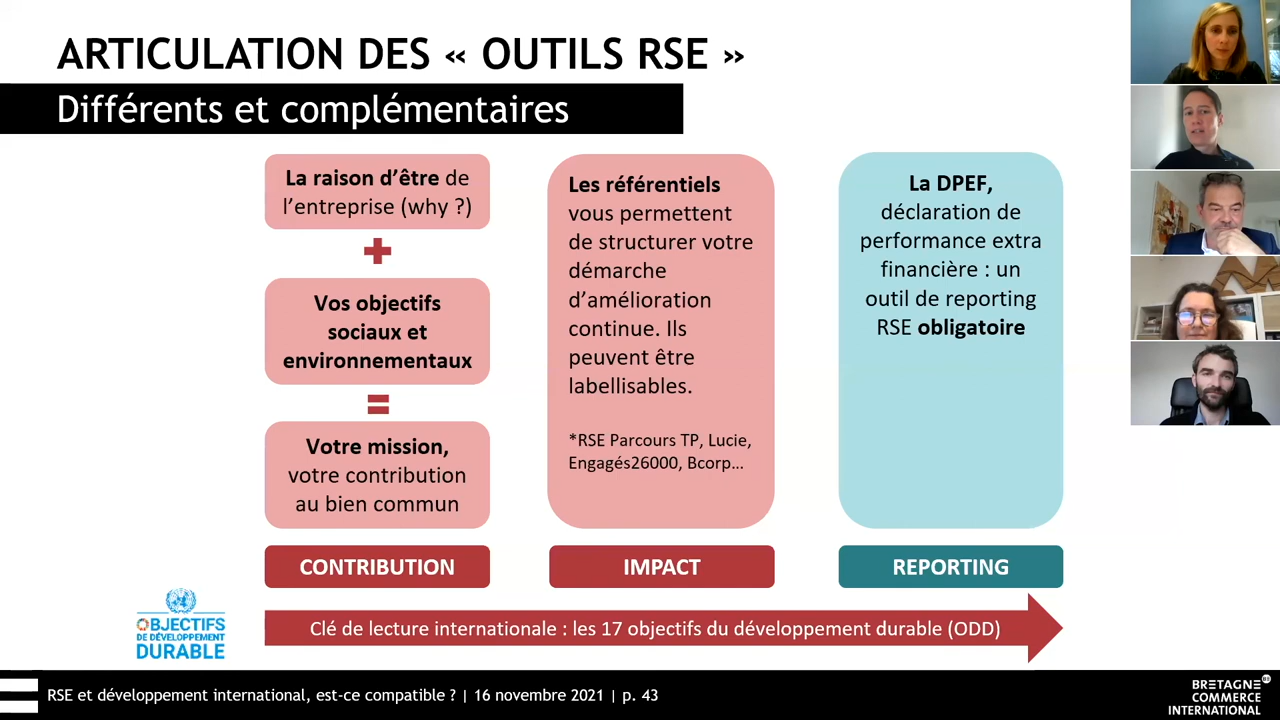 ARTICULATION DES « OUTILS RSE »
Différents et complémentaires
La raison d'être de
l'entreprise (why ?)
Vos objectifs
sociaux et
environnementaux
Votre mission,
votre contribution
au bien commun
CONTRIBUTION
Les référentiels
vous permettent
de structurer votre
démarche
d'amélioration
continue. Ils
peuvent être
labellisables.
*RSE Parcours TP, Lucie,
Engagés26000, Bcorp...
IMPACT
La DPEF,
déclaration de
performance extra
financière : un
outil de reporting
RSE obligatoire
REPORTING
OBJECTIFS
DE DÉVELOPPEMENT
DURABLE
Clé de lecture internationale : les 17 objectifs du développement durable (ODD)
RSE et développement international, est-ce compatible ? | 16 novembre 2021 | p. 43
BRETAGNE
COMMERCE
INTERNATIONAL